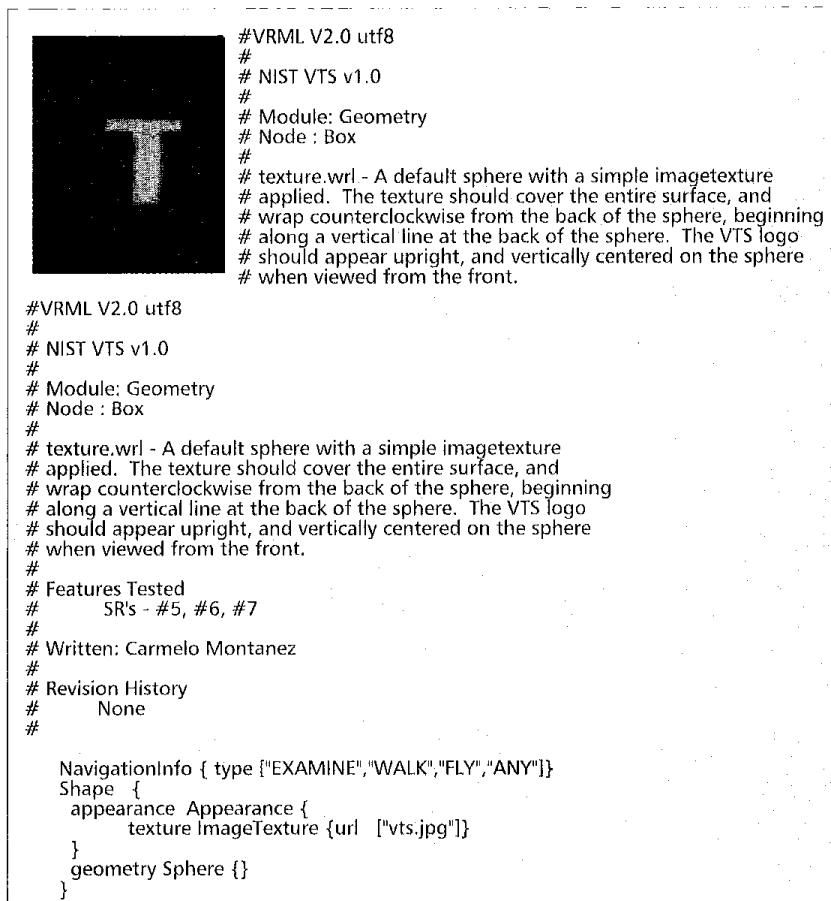 #VRML V2.0 utf8
#
# NIST VTS v1.0
#
# Module: Geometry
# Node : Box
#
# texture.wrl - A default sphere with a simple imagetexture
# applied. The texture should cover the entire surface, and
# wrap counterclockwise from the back of the sphere, beginning
# along a vertical line at the back of the sphere. The VTS logo
# should appear upright, and vertically centered on the sphere
# when viewed from the front.
T
#VRML V2.0 utf8
#
# NIST VTS v1.0
#
# Module: Geometry
# Node : Box
#
# texture.wrl - A default sphere with a simple imagetexture
# applied. The texture should cover the entire surface, and
# wrap counterclockwise from the back of the sphere, beginning
# along a vertical line at the back of the sphere. The VTS logo
# should appear upright, and vertically centered on the sphere
# when viewed from the front.
#
# Features Tested
# SR's - #5, #6, #7
#
# Written: Carmelo Montanez
#
# Revision History
# None
#
NavigationInfo { type ["EXAMINE","WALK","FLY","ANY"]}
Shape {
appearance Appearance {
texture ImageTexture {url ["vts.jpg"]}
}
geometry Sphere {}
}